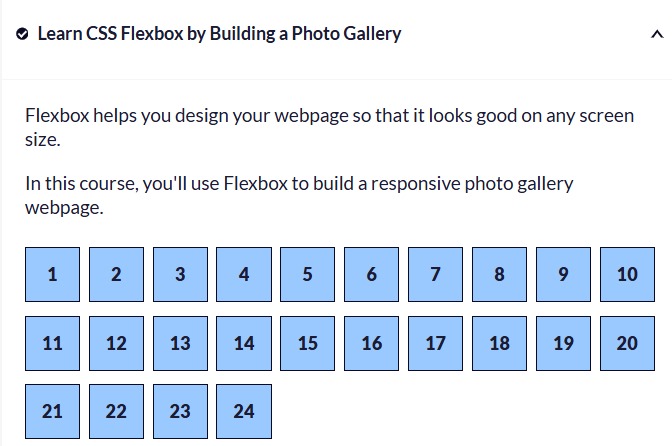 Learn CSS Flexbox by Building a Photo Gallery
Flexbox helps you design your webpage so that it looks good on any screen
size.
In this course, you'll use Flexbox to build a responsive photo gallery
webpage.
1 2 3 4 5 6 7 8 9 10
11 12 13 14 15 16 17 18 19 20
21 22 23 24